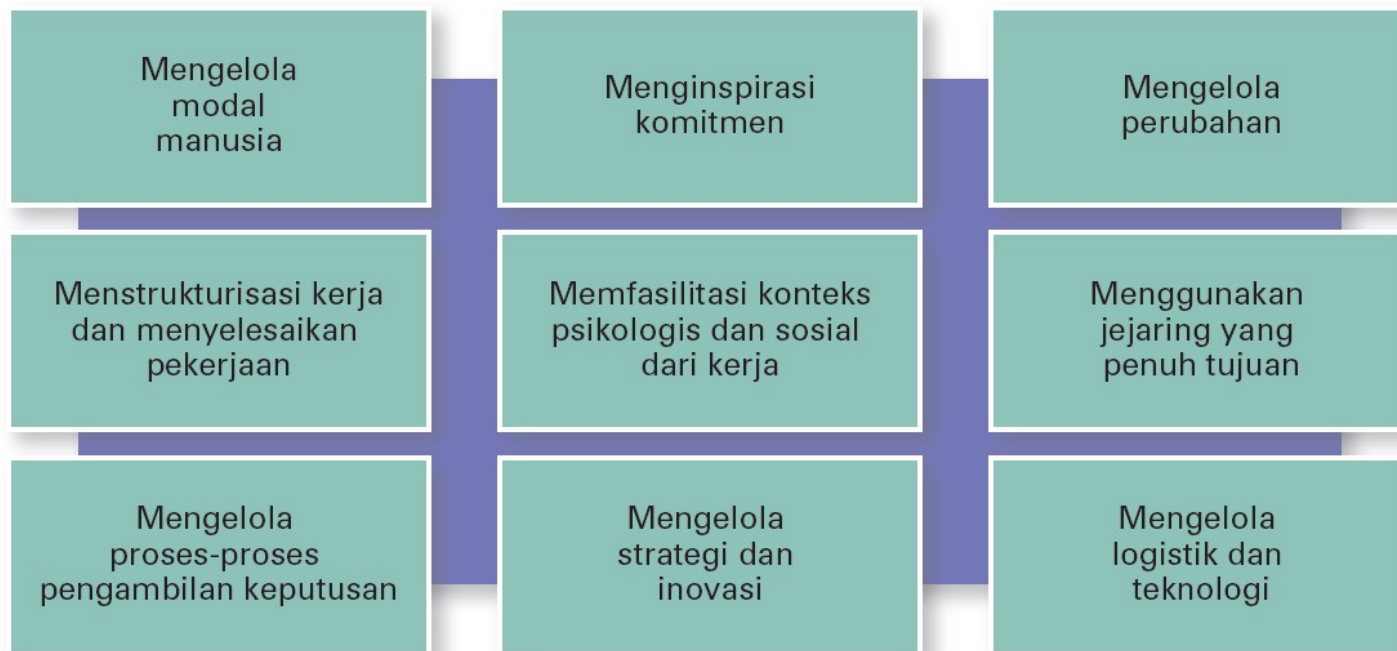 Mengelola
modal
manusia
Menginspirasi
komitmen
Mengelola
perubahan
Menstrukturisasi kerja
dan menyelesaikan
pekerjaan
Memfasilitasi konteks
psikologis dan sosial
dari kerja
Menggunakan
jejaring yang
penuh tujuan
Mengelola
proses-proses
pengambilan keputusan
Mengelola
strategi dan
inovasi
Mengelola
logistik dan
teknologi